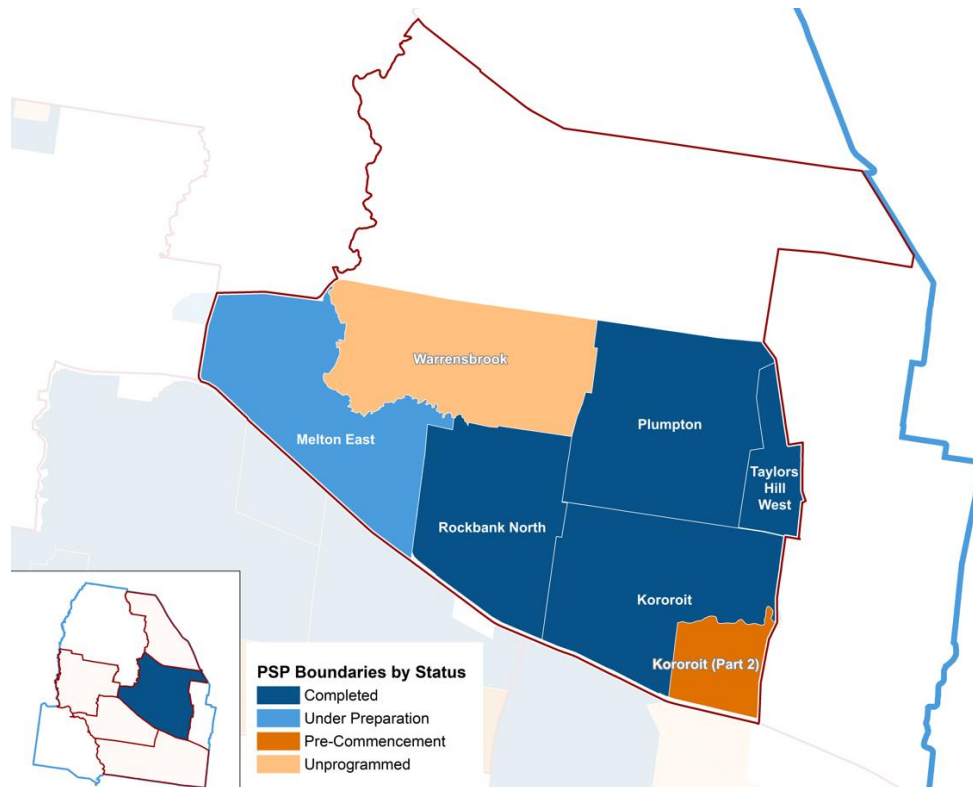 Warrensbrook
Plumpton
Melton East
Taylors
Hill
West
Rockbank North
Kororoit
Kororoit (Part 2)
PSP Boundaries by Status
Completed
Under Preparation
Pre-Commencement
Unprogrammed